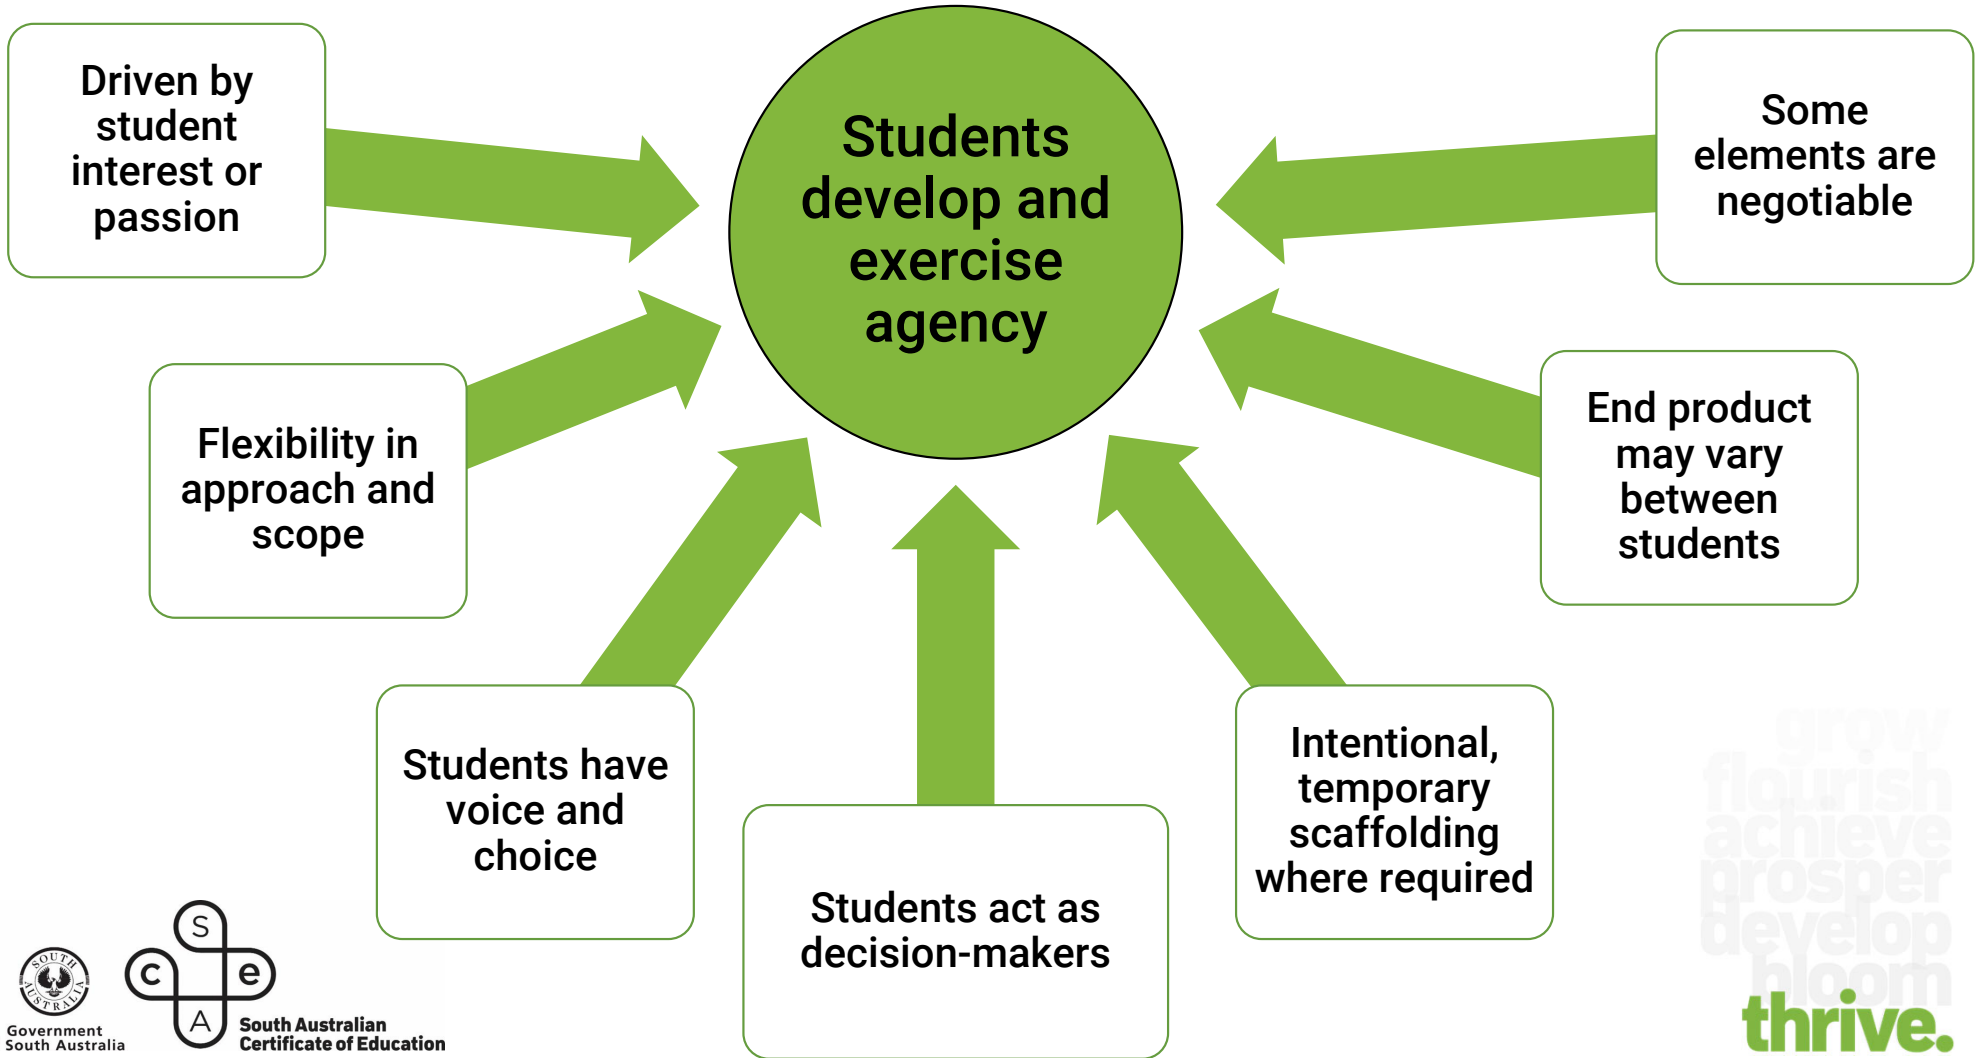 Driven by
student
interest or
passion
Students
develop and
exercise
agency
Some
elements are
negotiable
Flexibility in
approach and
scope
End product
may vary
between
students
Students have
voice and
choice
Students act as
decision-makers
Intentional,
temporary
scaffolding
where required
SOUTH AUSTRALIA
Government
South Australia
S
c e
A
South Australian
Certificate of Education
grow
flourish
achieve
prosper
develop
bloom
thrive.